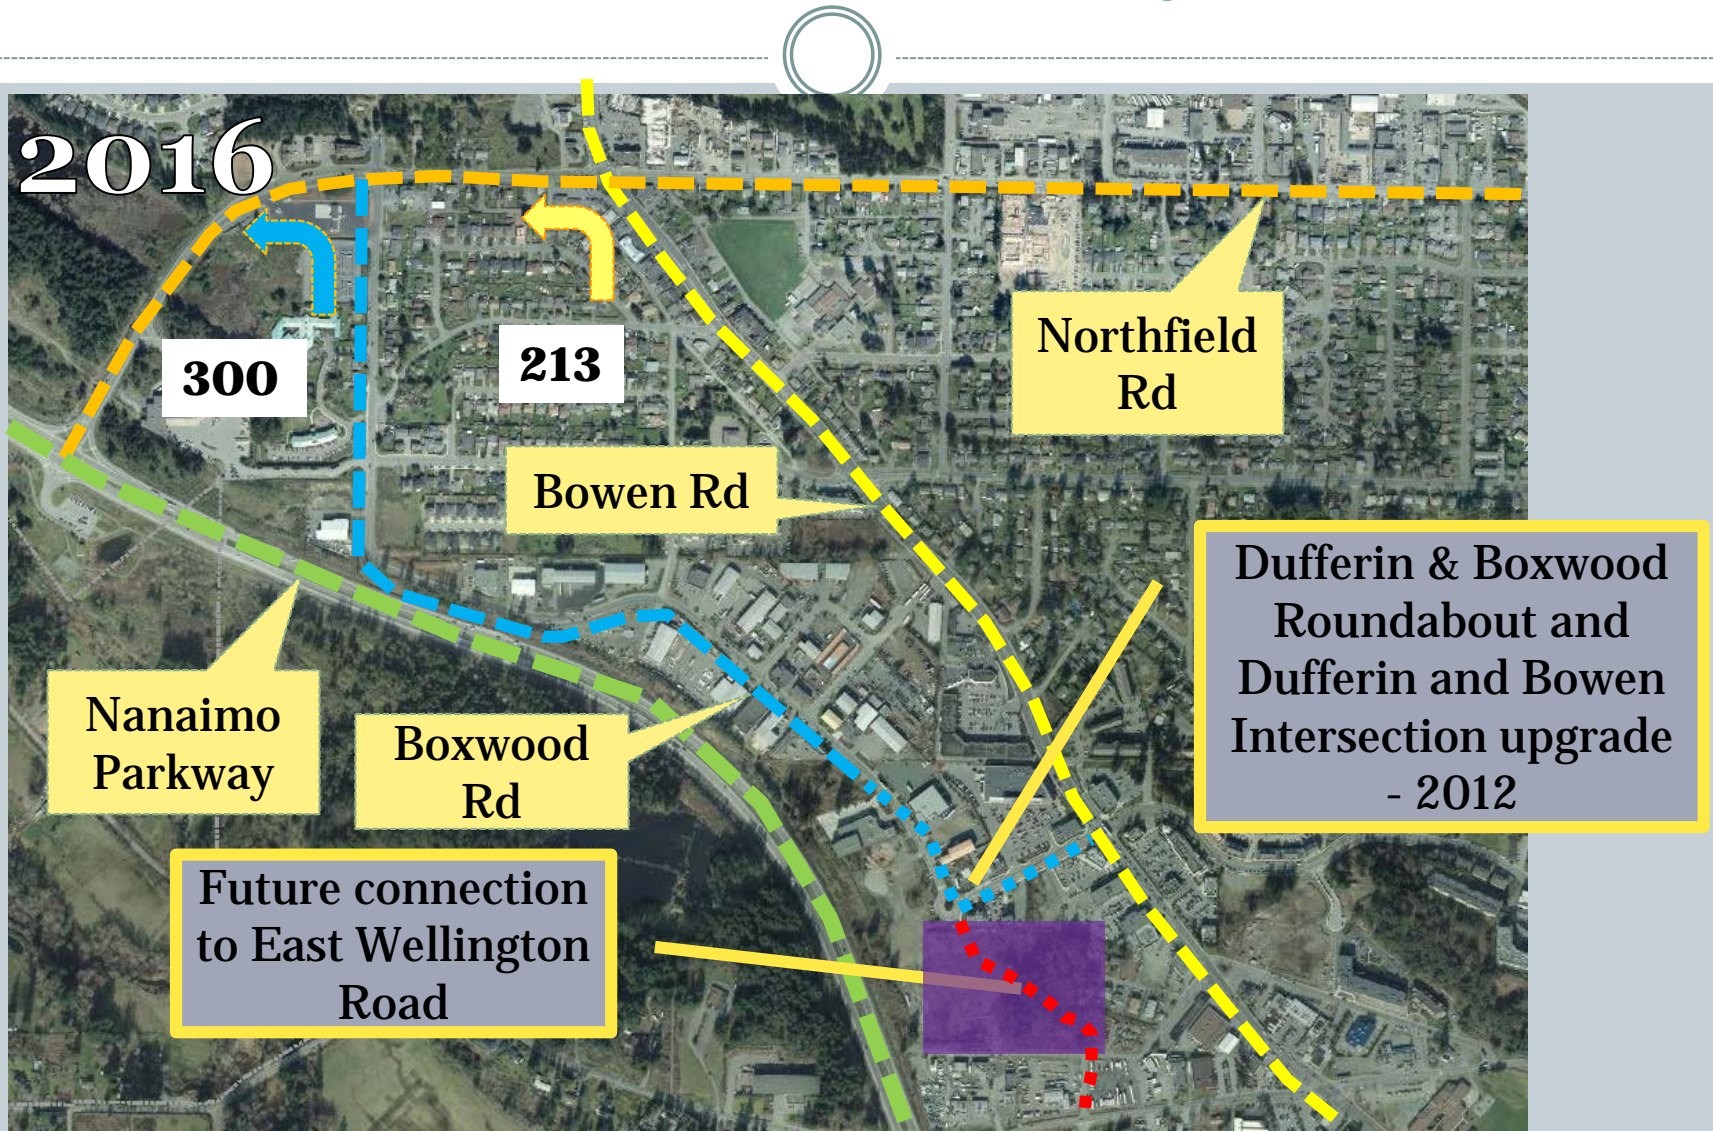 2016
300
213
Northfield
Rd
Bowen Rd
Dufferin & Boxwood
Roundabout and
Dufferin and Bowen
Intersection upgrade
- 2012
Nanaimo
Parkway
Boxwood
Rd
Future connection
to East Wellington
Road